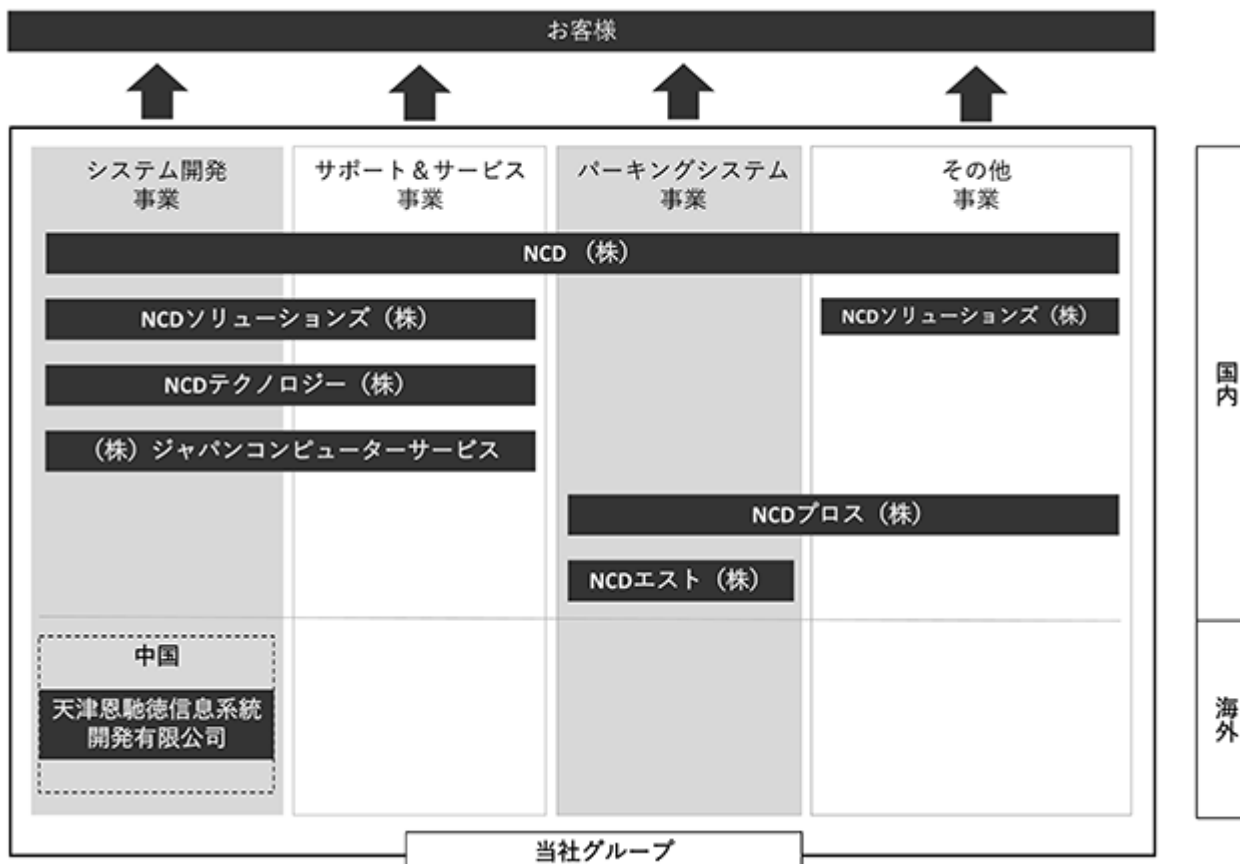 お客様
システム開発
事業
サポート＆サービス
事業
パーキングシステム
事業
その他
事業
NCD （株）
NCDソリューションズ（株）
NCDソリューションズ（株）
NCDテクノロジー（株）
（株）ジャパンコンピューターサービス
NCDプロス（株）
NCDエスト（株）
国内
中国
天津恩馳徳信息系統
開発有限公司
海外
当社グループ